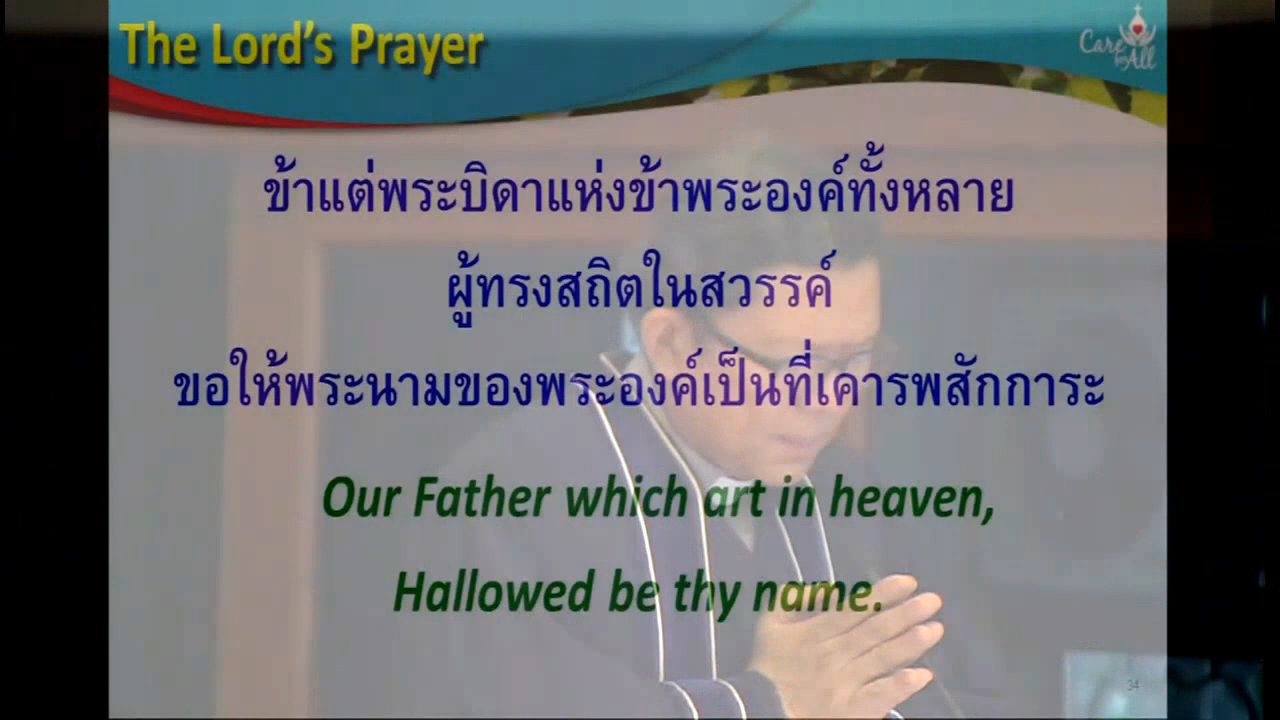 The Lord's Prayer
Care
for All
ข้าแต่พระบิดาแห่งข้าพระองค์ทั้งหลาย
ผู้ทรงสถิตในสวรรค์
ขอให้พระนามของพระองค์เป็นที่เคารพสักการะ
Our Father which art in heaven,
Hallowed be thy name.
34